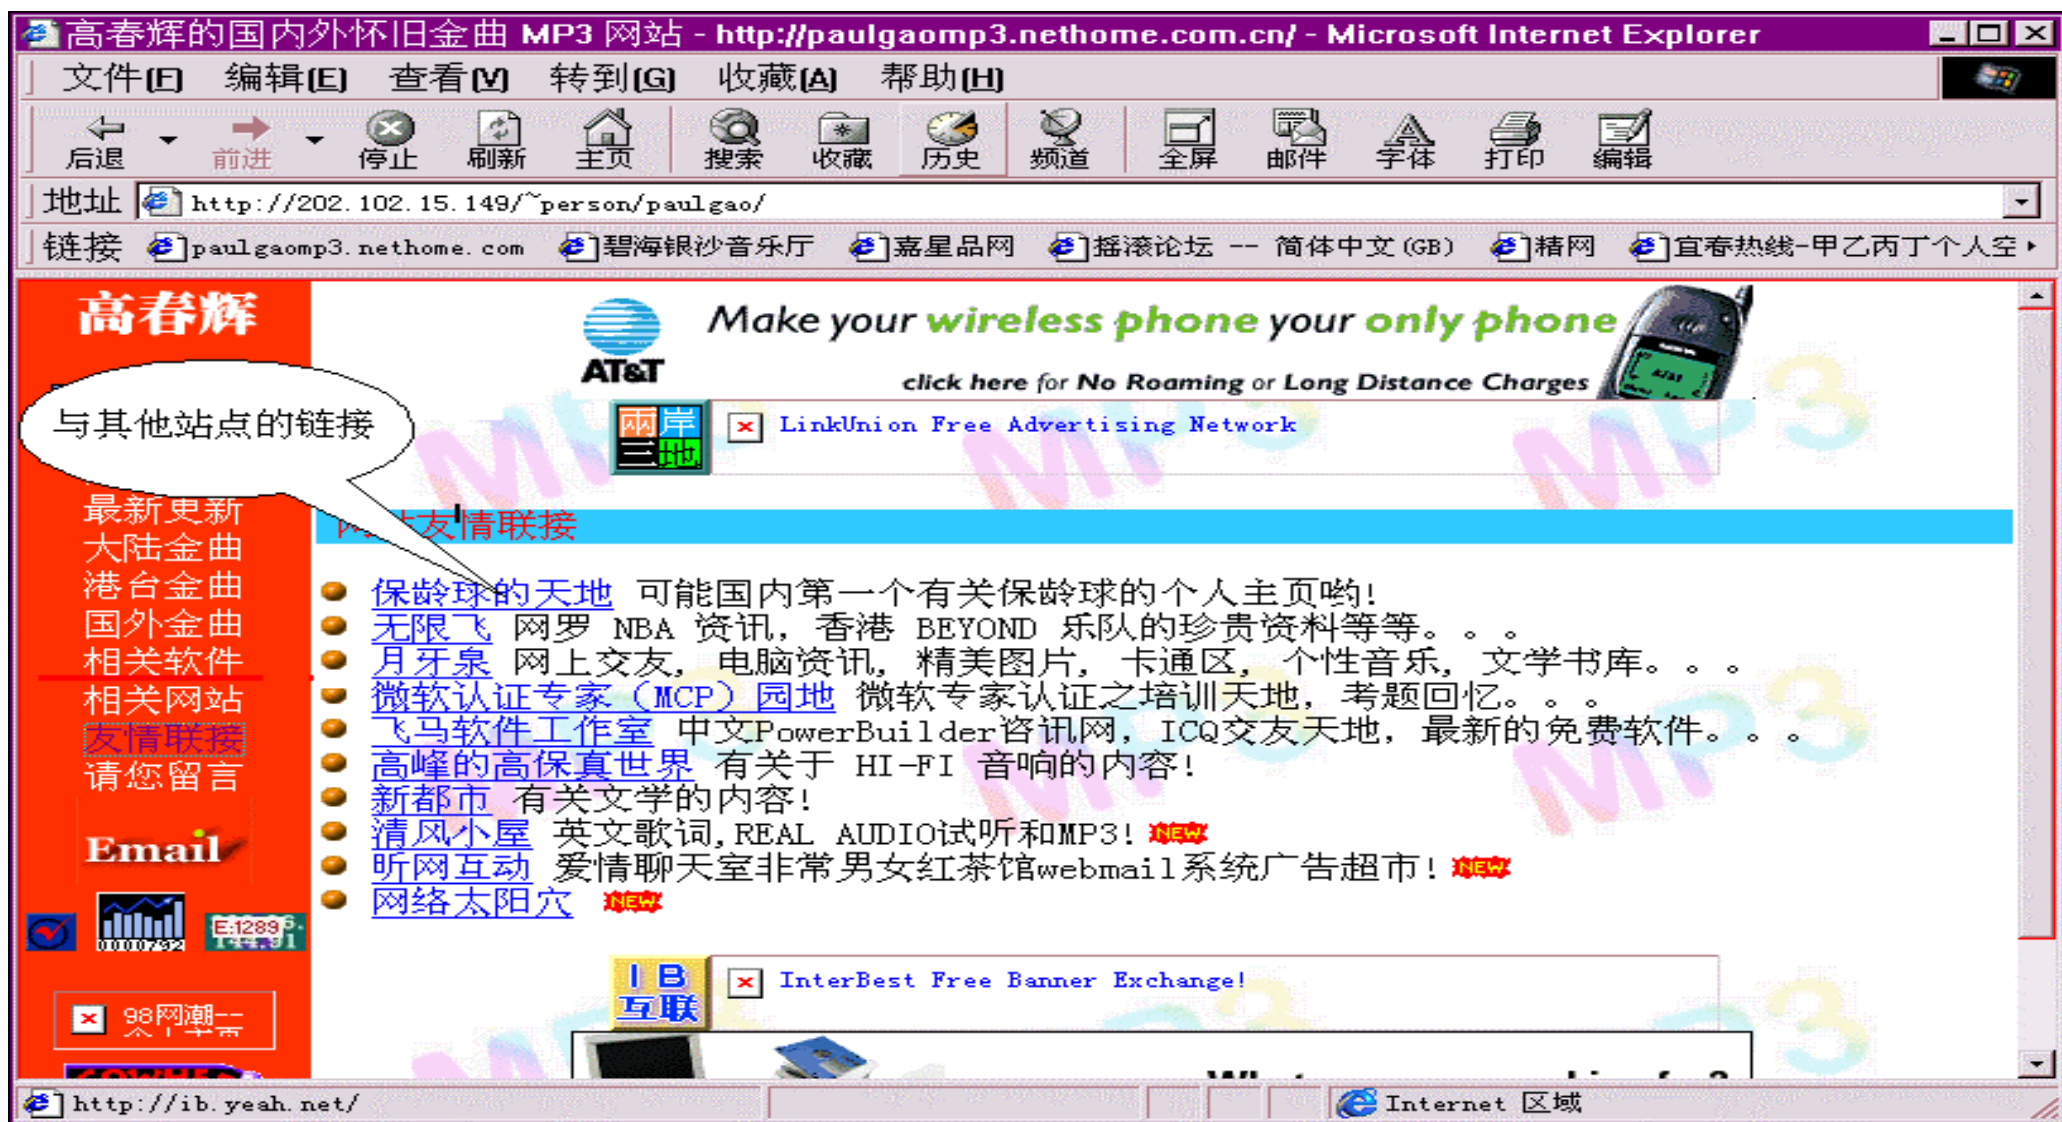 高春辉的国内外怀旧金曲 MP3 网站 - http://paulgaomp3.nethome.com.cn/ - Microsoft Internet Explorer
文件(F) 编辑(E) 查看(V) 转到(G) 收藏(A) 帮助(H)
后退 前进 停止 刷新 主页 搜索 收藏 历史 频道 全屏 邮件 字体 打印 编辑
地址 http://202.102.15.149/~person/paulgao/
链接 paulgaomp3.nethome.com 碧海银沙音乐厅 嘉星品网 摇滚论坛 -- 简体中文(GB) 精网 宜春热线-甲乙丙丁个人空
高春辉
Make your wireless phone your only phone
AT&T
click here for No Roaming or Long Distance Charges
与其他站点的链接
两岸三地
LinkUnion Free Advertising Network
最新更新
大陆金曲
港台金曲
国外金曲
相关软件
相关网站
友情联接
请您留言
Email
友情联接
保龄球的天地 可能国内第一个有关保龄球的个人主页哟!
无限飞 网罗 NBA 资讯, 香港 BEYOND 乐队的珍贵资料等等。。。
月牙泉 网上交友, 电脑资讯, 精美图片, 卡通区, 个性音乐, 文学书库。。。
微软认证专家（MCP）园地 微软专家认证之培训天地, 考题回忆。。。
飞马软件工作室 中文PowerBuilder咨讯网, ICQ交友天地, 最新的免费软件。。。
高峰的高保真世界 有关于 HI-FI 音响的内容!
新都市 有关文学的内容!
清风小屋 英文歌词,REAL AUDIO试听和MP3! NEW
昕网互动 爱情聊天室非常男女红茶馆webmail系统广告超市! NEW
网络太阳穴 NEW
E:1289
98网潮--
IB
互联
InterBest Free Banner Exchange!
MP3
http://ib.yeah.net/
Internet 区域